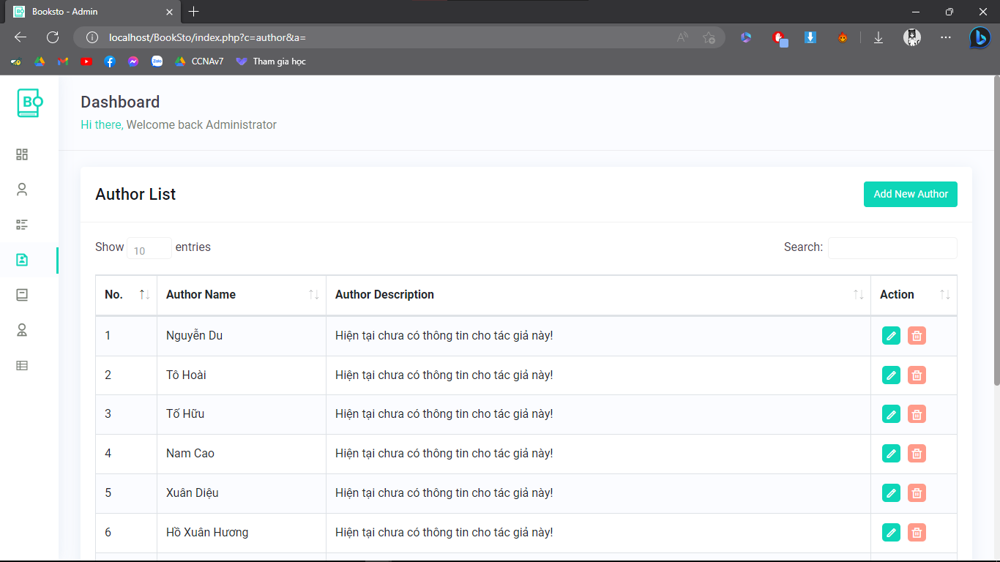 Booksto - Admin
localhost/BookSto/index.php?c=author&a=
CCNAv7 Tham gia học
BO
Dashboard
Hi there, Welcome back Administrator
Author List
Add New Author
Show 10 entries
Search:
No. Author Name Author Description Action
1 Nguyễn Du Hiện tại chưa có thông tin cho tác giả này!
2 Tô Hoài Hiện tại chưa có thông tin cho tác giả này!
3 Tố Hữu Hiện tại chưa có thông tin cho tác giả này!
4 Nam Cao Hiện tại chưa có thông tin cho tác giả này!
5 Xuân Diệu Hiện tại chưa có thông tin cho tác giả này!
6 Hồ Xuân Hương Hiện tại chưa có thông tin cho tác giả này!